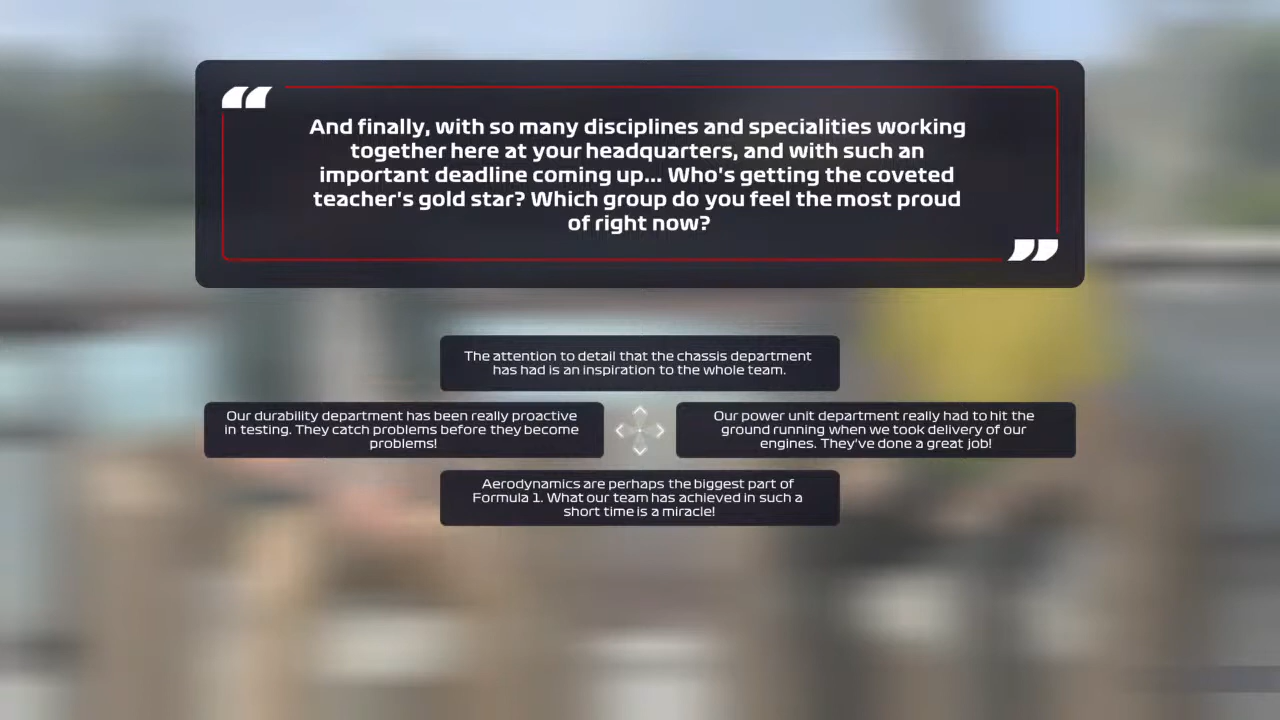 And finally, with so many disciplines and specialities working
together here at your headquarters, and with such an
important deadline coming up... Who's getting the coveted
teacher's gold star? Which group do you feel the most proud
of right now?
The attention to detail that the chassis department
has had is an inspiration to the whole team.
Our durability department has been really proactive
in testing. They catch problems before they become
problems!
Our power unit department really had to hit the
ground running when we took delivery of our
engines. They've done a great job!
Aerodynamics are perhaps the biggest part of
Formula 1. What our team has achieved in such a
short time is a miracle!